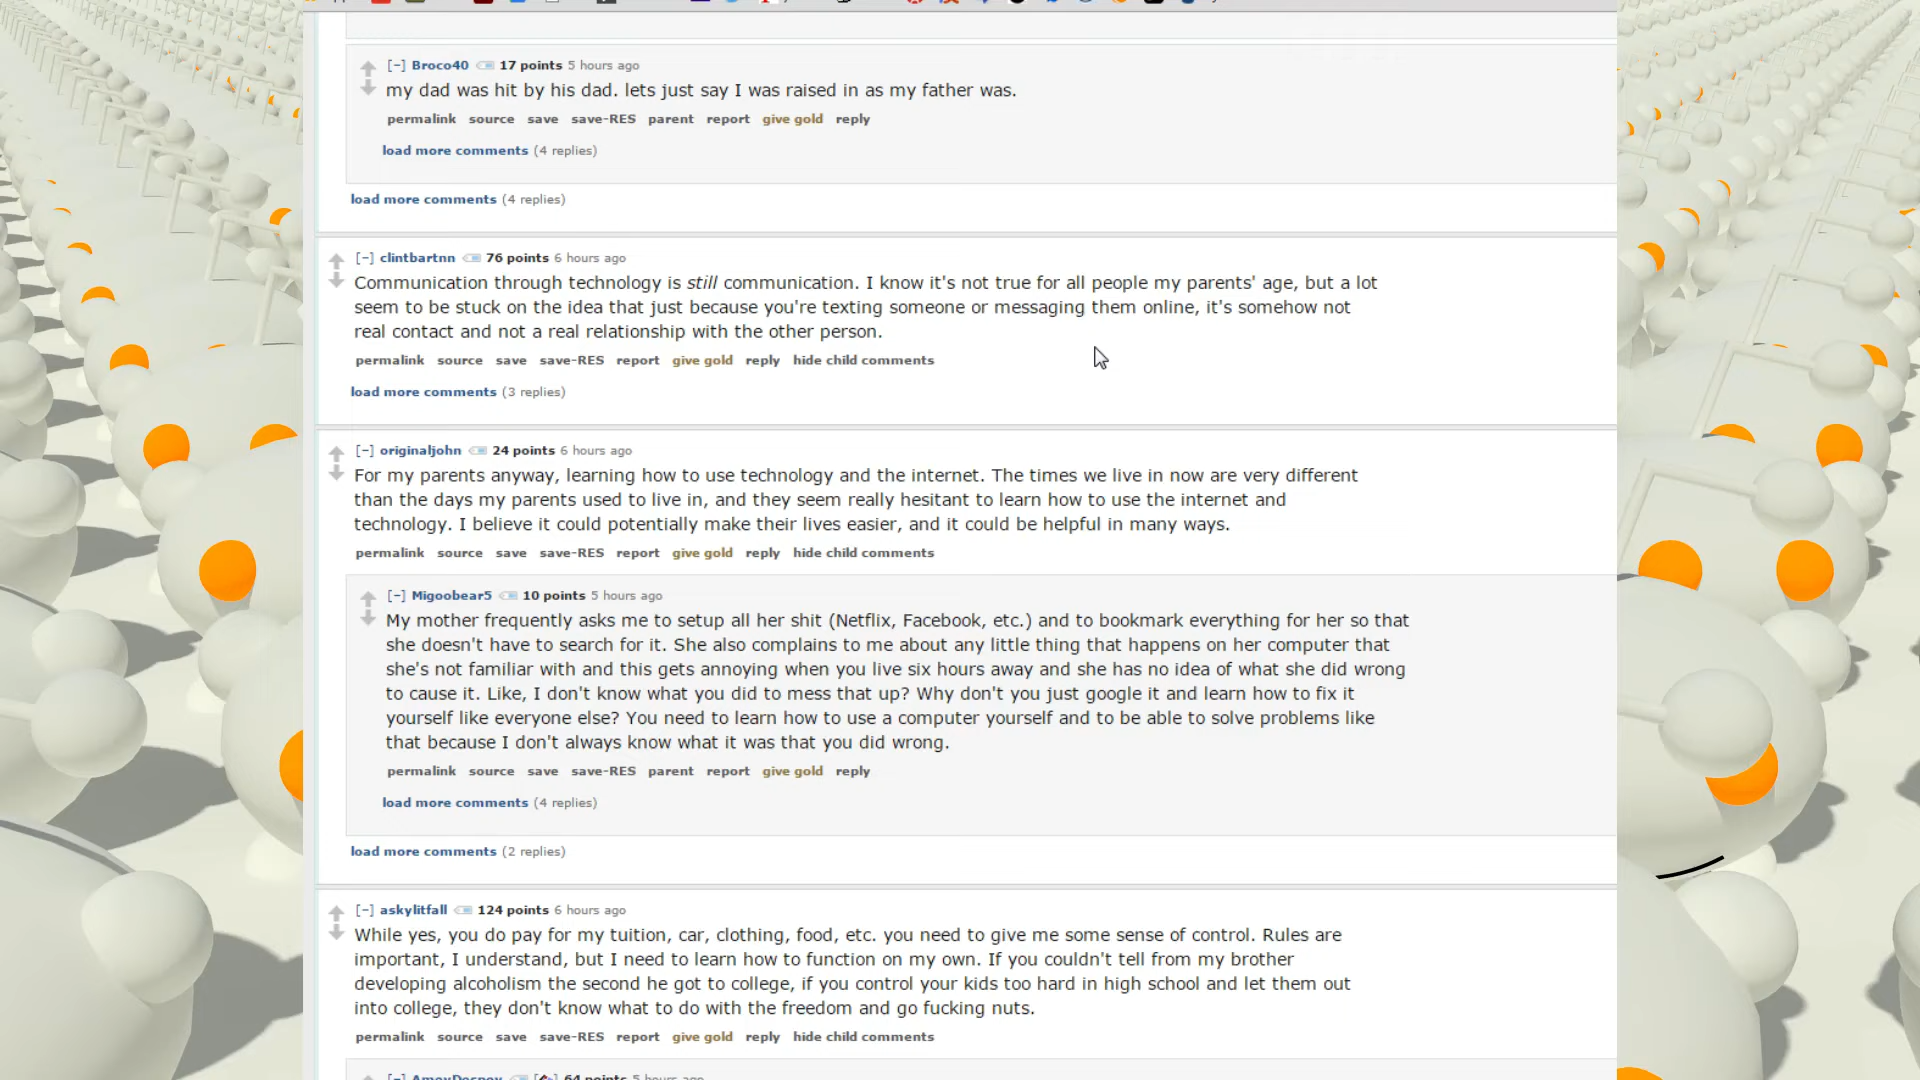 [-] Broco40 17 points 5 hours ago
my dad was hit by his dad. lets just say I was raised in as my father was.
permalink source save save-RES parent report give gold reply
load more comments (4 replies)
load more comments (4 replies)
[-] clintbartnn 76 points 6 hours ago
Communication through technology is still communication. I know it's not true for all people my parents' age, but a lot
seem to be stuck on the idea that just because you're texting someone or messaging them online, it's somehow not
real contact and not a real relationship with the other person.
permalink source save save-RES report give gold reply hide child comments
load more comments (3 replies)
[-] originaljohn 24 points 6 hours ago
For my parents anyway, learning how to use technology and the internet. The times we live in now are very different
than the days my parents used to live in, and they seem really hesitant to learn how to use the internet and
technology. I believe it could potentially make their lives easier, and it could be helpful in many ways.
permalink source save save-RES report give gold reply hide child comments
[-] Migoobear5 10 points 5 hours ago
My mother frequently asks me to setup all her shit (Netflix, Facebook, etc.) and to bookmark everything for her so that
she doesn't have to search for it. She also complains to me about any little thing that happens on her computer that
she's not familiar with and this gets annoying when you live six hours away and she has no idea of what she did wrong
to cause it. Like, I don't know what you did to mess that up? Why don't you just google it and learn how to fix it
yourself like everyone else? You need to learn how to use a computer yourself and to be able to solve problems like
that because I don't always know what it was that you did wrong.
permalink source save save-RES parent report give gold reply
load more comments (4 replies)
load more comments (2 replies)
[-] askylitfall 124 points 6 hours ago
While yes, you do pay for my tuition, car, clothing, food, etc. you need to give me some sense of control. Rules are
important, I understand, but I need to learn how to function on my own. If you couldn't tell from my brother
developing alcoholism the second he got to college, if you control your kids too hard in high school and let them out
into college, they don't know what to do with the freedom and go fucking nuts.
permalink source save save-RES report give gold reply hide child comments
[-] 64 points 5 hours ago